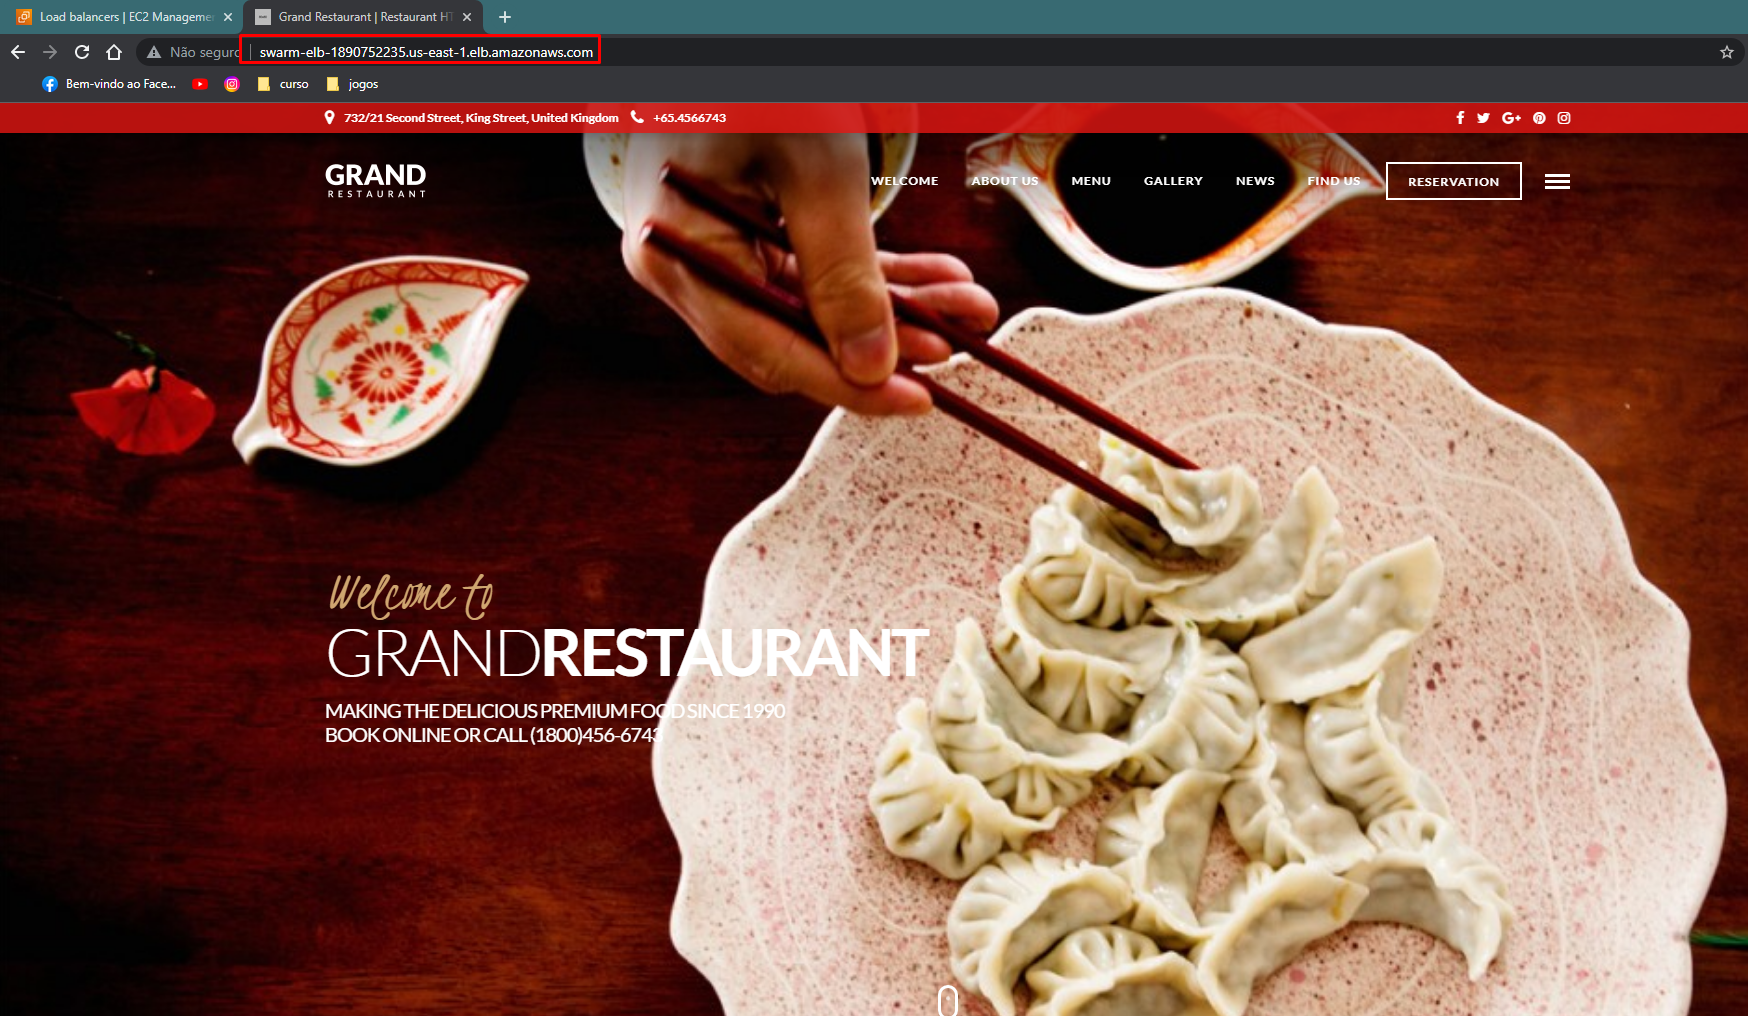 Load balancers | EC2 Manageme
Grand Restaurant | Restaurant HT
Não seguro
swarm-elb-1890752235.us-east-1.elb.amazonaws.com
Bem-vindo ao Face...
curso
jogos
732/21 Second Street, King Street, United Kingdom
+65.4566743
GRAND
RESTAURANT
WELCOME
ABOUT US
MENU
GALLERY
NEWS
FIND US
RESERVATION
Welcome to
GRANDRESTAURANT
MAKING THE DELICIOUS PREMIUM FOOD SINCE 1990
BOOK ONLINE OR CALL (1800)456-6743